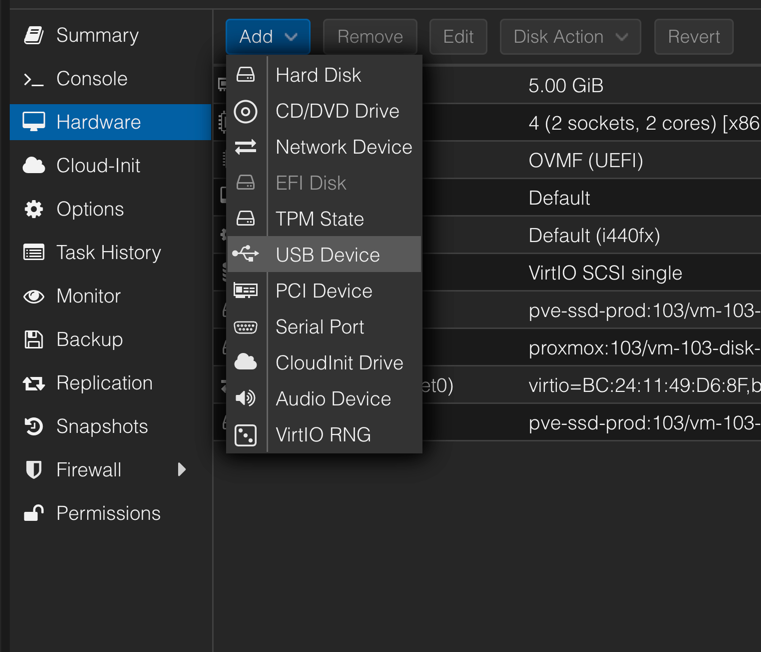 Summary
Console
Hardware
Cloud-Init
Options
Task History
Monitor
Backup
Replication
Snapshots
Firewall
Permissions
Add
Remove
Edit
Disk Action
Revert
Hard Disk
CD/DVD Drive
Network Device
EFI Disk
TPM State
USB Device
PCI Device
Serial Port
CloudInit Drive
Audio Device
VirtIO RNG
5.00 GiB
4 (2 sockets, 2 cores) [x86
OVMF (UEFI)
Default
Default (i440fx)
VirtIO SCSI single
pve-ssd-prod:103/vm-103-
proxmox:103/vm-103-disk-
et0) virtio=BC:24:11:49:D6:8F,b
pve-ssd-prod:103/vm-103-